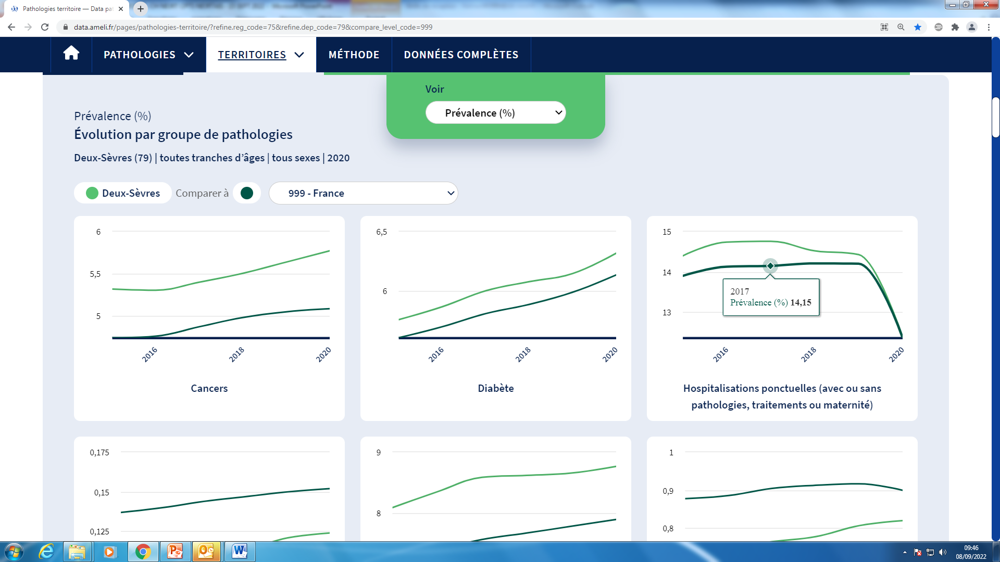 Pathologies territoire — Data pat
data.ameli.fr/pages/pathologies-territoire/?refine.reg_code=75&refine.dep_code=79&compare_level_code=999
PATHOLOGIES
TERRITOIRES
MÉTHODE
DONNÉES COMPLÈTES
Voir
Prévalence (%)
Prévalence (%)
Évolution par groupe de pathologies
Deux-Sèvres (79) | toutes tranches d’âges | tous sexes | 2020
Deux-Sèvres
Comparer à
999 - France
6
5,5
5
2016
2018
2020
Cancers
6,5
6
2016
2018
2020
Diabète
15
14
13
2017
Prévalence (%) 14,15
2016
2018
2020
Hospitalisations ponctuelles (avec ou sans
pathologies, traitements ou maternité)
0,175
0,15
0,125
9
8
1
0,9
0,8
09:46
08/09/2022